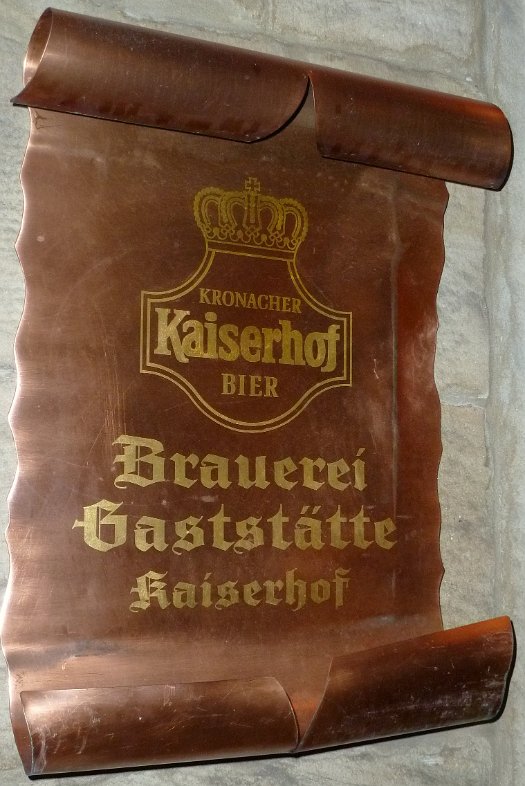 KRONACHER
Kaiserhof
BIER
Brauerei
Gaststätte
Kaiserhof